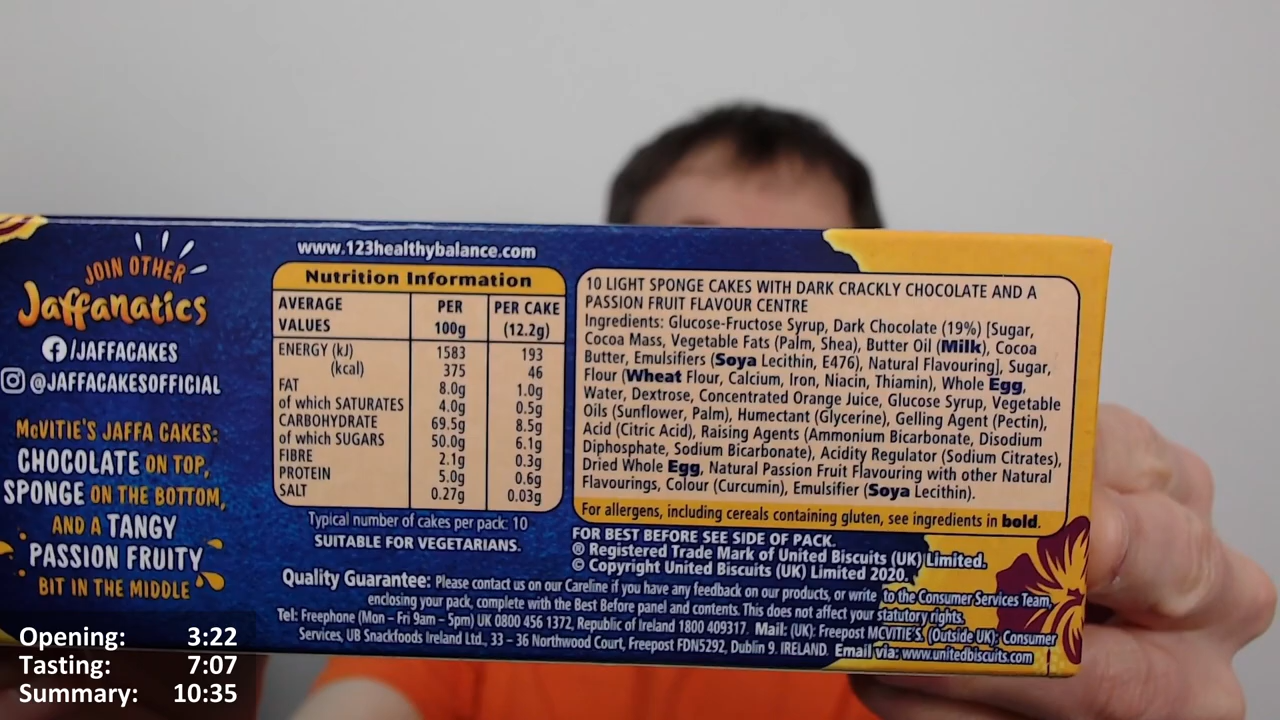 JOIN OTHER
Jaffanatics
/JAFFACAKES
@JAFFACAKESOFFICIAL
McVITIE'S JAFFA CAKES:
CHOCOLATE ON TOP,
SPONGE ON THE BOTTOM,
AND A TANGY
PASSION FRUITY
BIT IN THE MIDDLE
www.123healthybalance.com
Nutrition Information
AVERAGE VALUES PER 100g PER CAKE (12.2g)
ENERGY (kJ) 1583 193
(kcal) 375 46
FAT 8.0g 1.0g
of which SATURATES 4.0g 0.5g
CARBOHYDRATE 69.5g 8.5g
of which SUGARS 50.0g 6.1g
FIBRE 2.1g 0.3g
PROTEIN 5.0g 0.6g
SALT 0.27g 0.03g
Typical number of cakes per pack: 10
SUITABLE FOR VEGETARIANS.
10 LIGHT SPONGE CAKES WITH DARK CRACKLY CHOCOLATE AND A
PASSION FRUIT FLAVOUR CENTRE
Ingredients: Glucose-Fructose Syrup, Dark Chocolate (19%) [Sugar,
Cocoa Mass, Vegetable Fats (Palm, Shea), Butter Oil (Milk), Cocoa
Butter, Emulsifiers (Soya Lecithin, E476), Natural Flavouring], Sugar,
Flour (Wheat Flour, Calcium, Iron, Niacin, Thiamin), Whole Egg,
Water, Dextrose, Concentrated Orange Juice, Glucose Syrup, Vegetable
Oils (Sunflower, Palm), Humectant (Glycerine), Gelling Agent (Pectin),
Acid (Citric Acid), Raising Agents (Ammonium Bicarbonate, Disodium
Diphosphate, Sodium Bicarbonate), Acidity Regulator (Sodium Citrates),
Dried Whole Egg, Natural Passion Fruit Flavouring with other Natural
Flavourings, Colour (Curcumin), Emulsifier (Soya Lecithin).
For allergens, including cereals containing gluten, see ingredients in bold.
FOR BEST BEFORE SEE SIDE OF PACK.
® Registered Trade Mark of United Biscuits (UK) Limited.
© Copyright United Biscuits (UK) Limited 2020.
Quality Guarantee: Please contact us on our Careline if you have any feedback on our products, or write to the Consumer Services Team,
enclosing your pack, complete with the Best Before panel and contents. This does not affect your statutory rights.
Tel: Freephone (Mon – Fri 9am – 5pm) UK 0800 456 1372, Republic of Ireland 1800 409317. Mail: (UK): Freepost MCVITIE'S. (Outside UK): Consumer
Services, UB Snackfoods Ireland Ltd., 33 – 36 Northwood Court, Freepost FDN5292, Dublin 9. IRELAND. Email via: www.unitedbiscuits.com
Opening: 3:22
Tasting: 7:07
Summary: 10:35